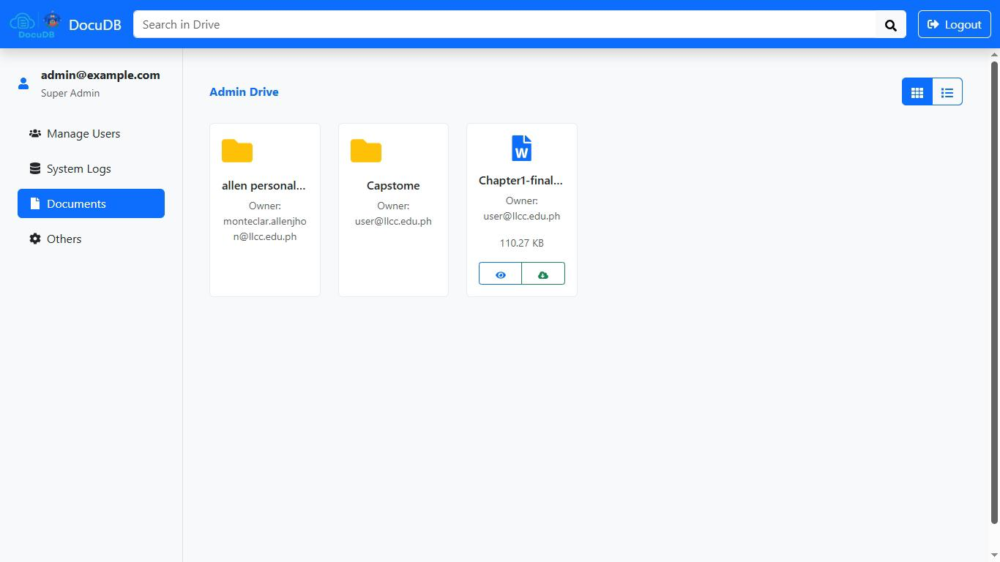 DocuDB
DocuDB
Search in Drive
Logout
admin@example.com
Super Admin
Manage Users
System Logs
Documents
Others
Admin Drive
allen personal...
Owner:
monteclar.allenjho
n@llcc.edu.ph
Capstome
Owner:
user@llcc.edu.ph
W
Chapter1-final...
Owner:
user@llcc.edu.ph
110.27 KB